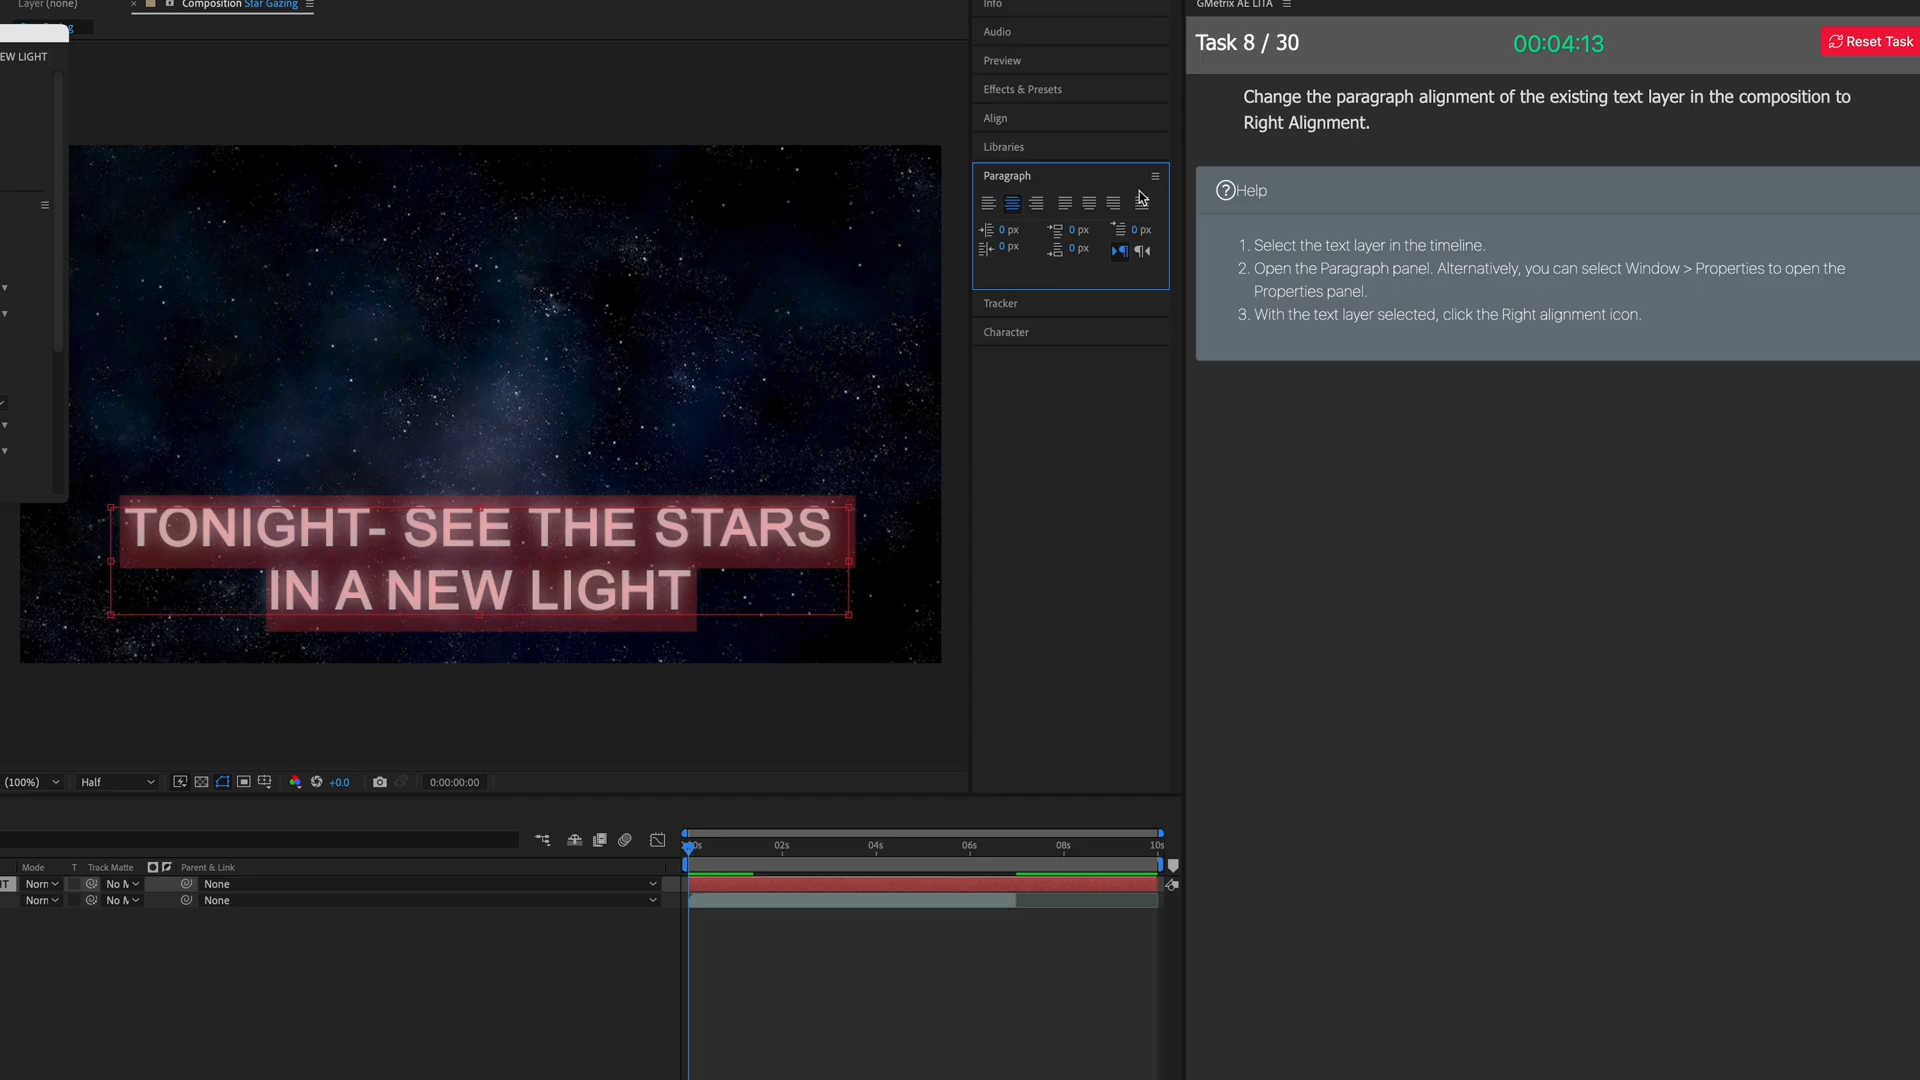 Layer (none)
× Composition Star Gazing
EW LIGHT
Info
Audio
Preview
Effects & Presets
Align
Libraries
Paragraph
0 px
0 px
0 px
0 px
0 px
Tracker
Character
GMetrix AE LITA
Task 8 / 30
00:04:13
Reset Task
Change the paragraph alignment of the existing text layer in the composition to
Right Alignment.
Help
1. Select the text layer in the timeline.
2. Open the Paragraph panel. Alternatively, you can select Window > Properties to open the
Properties panel.
3. With the text layer selected, click the Right alignment icon.
TONIGHT- SEE THE STARS
IN A NEW LIGHT
(100%) Half +0.0 0:00:00:00
02s 04s 06s 08s 10s
Mode T Track Matte Parent & Link
Norn No M None
Norn No M None